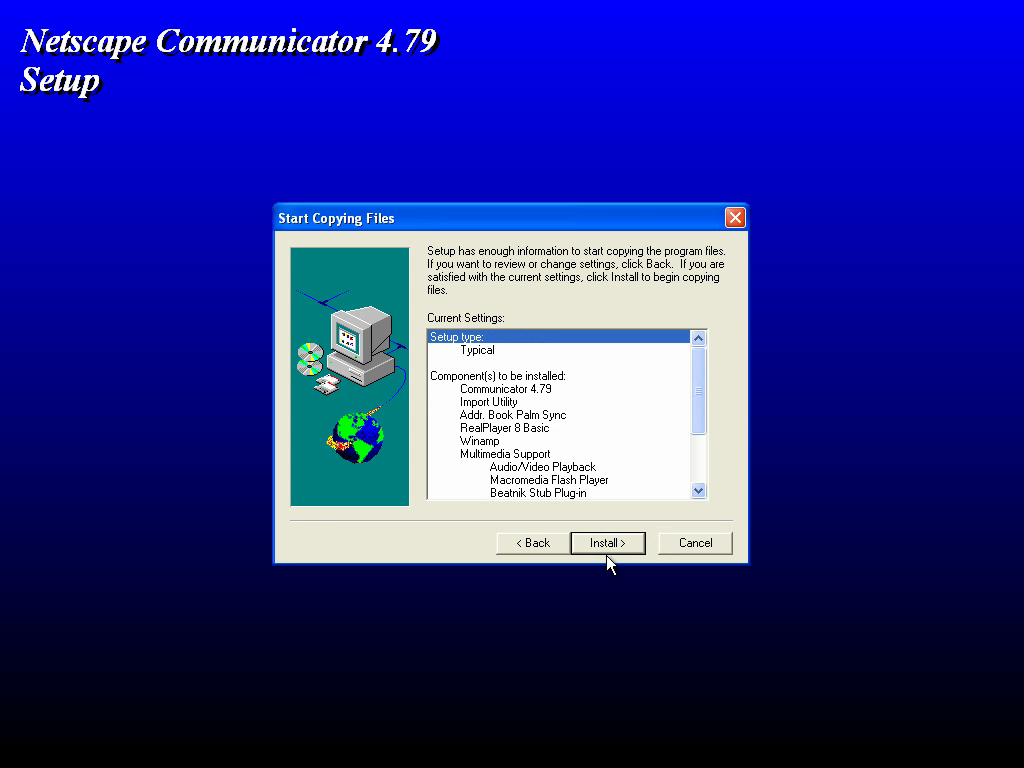 Netscape Communicator 4.79
Setup
Start Copying Files
Setup has enough information to start copying the program files.
If you want to review or change settings, click Back.  If you are
satisfied with the current settings, click Install to begin copying
files.
Current Settings:
Setup type:
Typical
Component(s) to be installed:
Communicator 4.79
Import Utility
Addr. Book Palm Sync
RealPlayer 8 Basic
Winamp
Multimedia Support
Audio/Video Playback
Macromedia Flash Player
Beatnik Stub Plug-in
< Back
Install >
Cancel